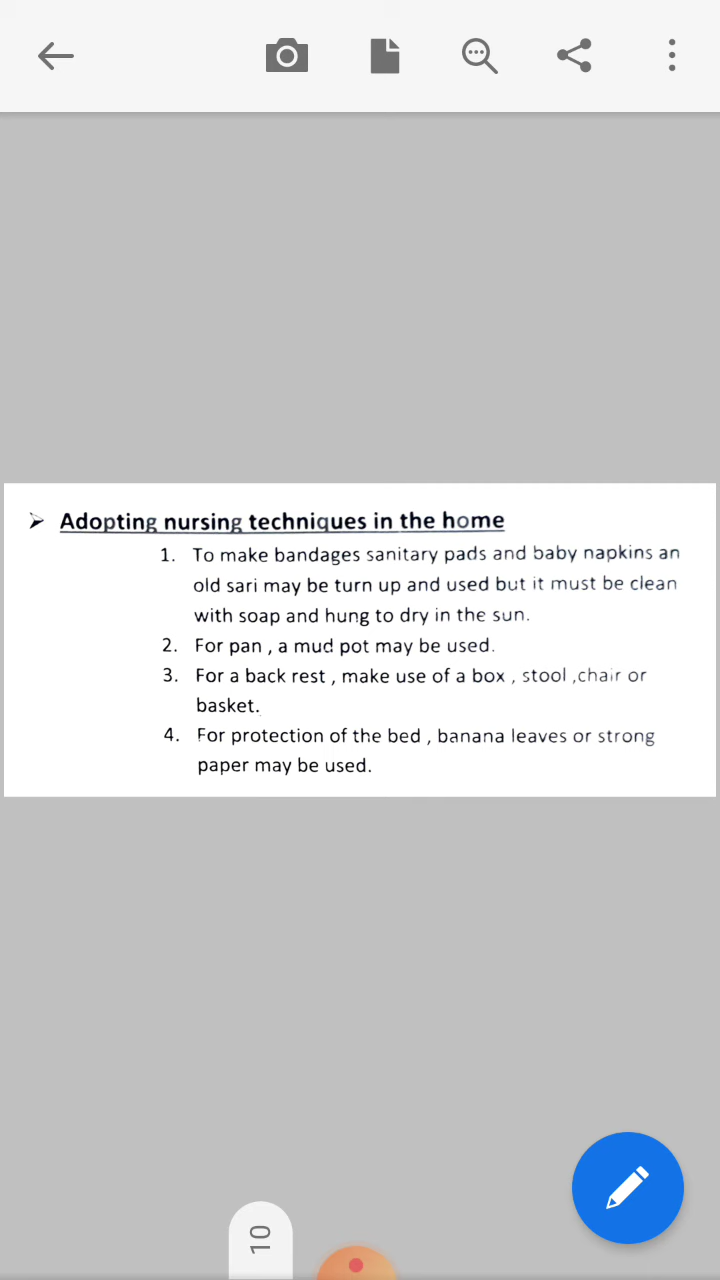 ➤ Adopting nursing techniques in the home
1. To make bandages sanitary pads and baby napkins an
old sari may be turn up and used but it must be clean
with soap and hung to dry in the sun.
2. For pan , a mud pot may be used.
3. For a back rest , make use of a box , stool ,chair or
basket.
4. For protection of the bed , banana leaves or strong
paper may be used.
10